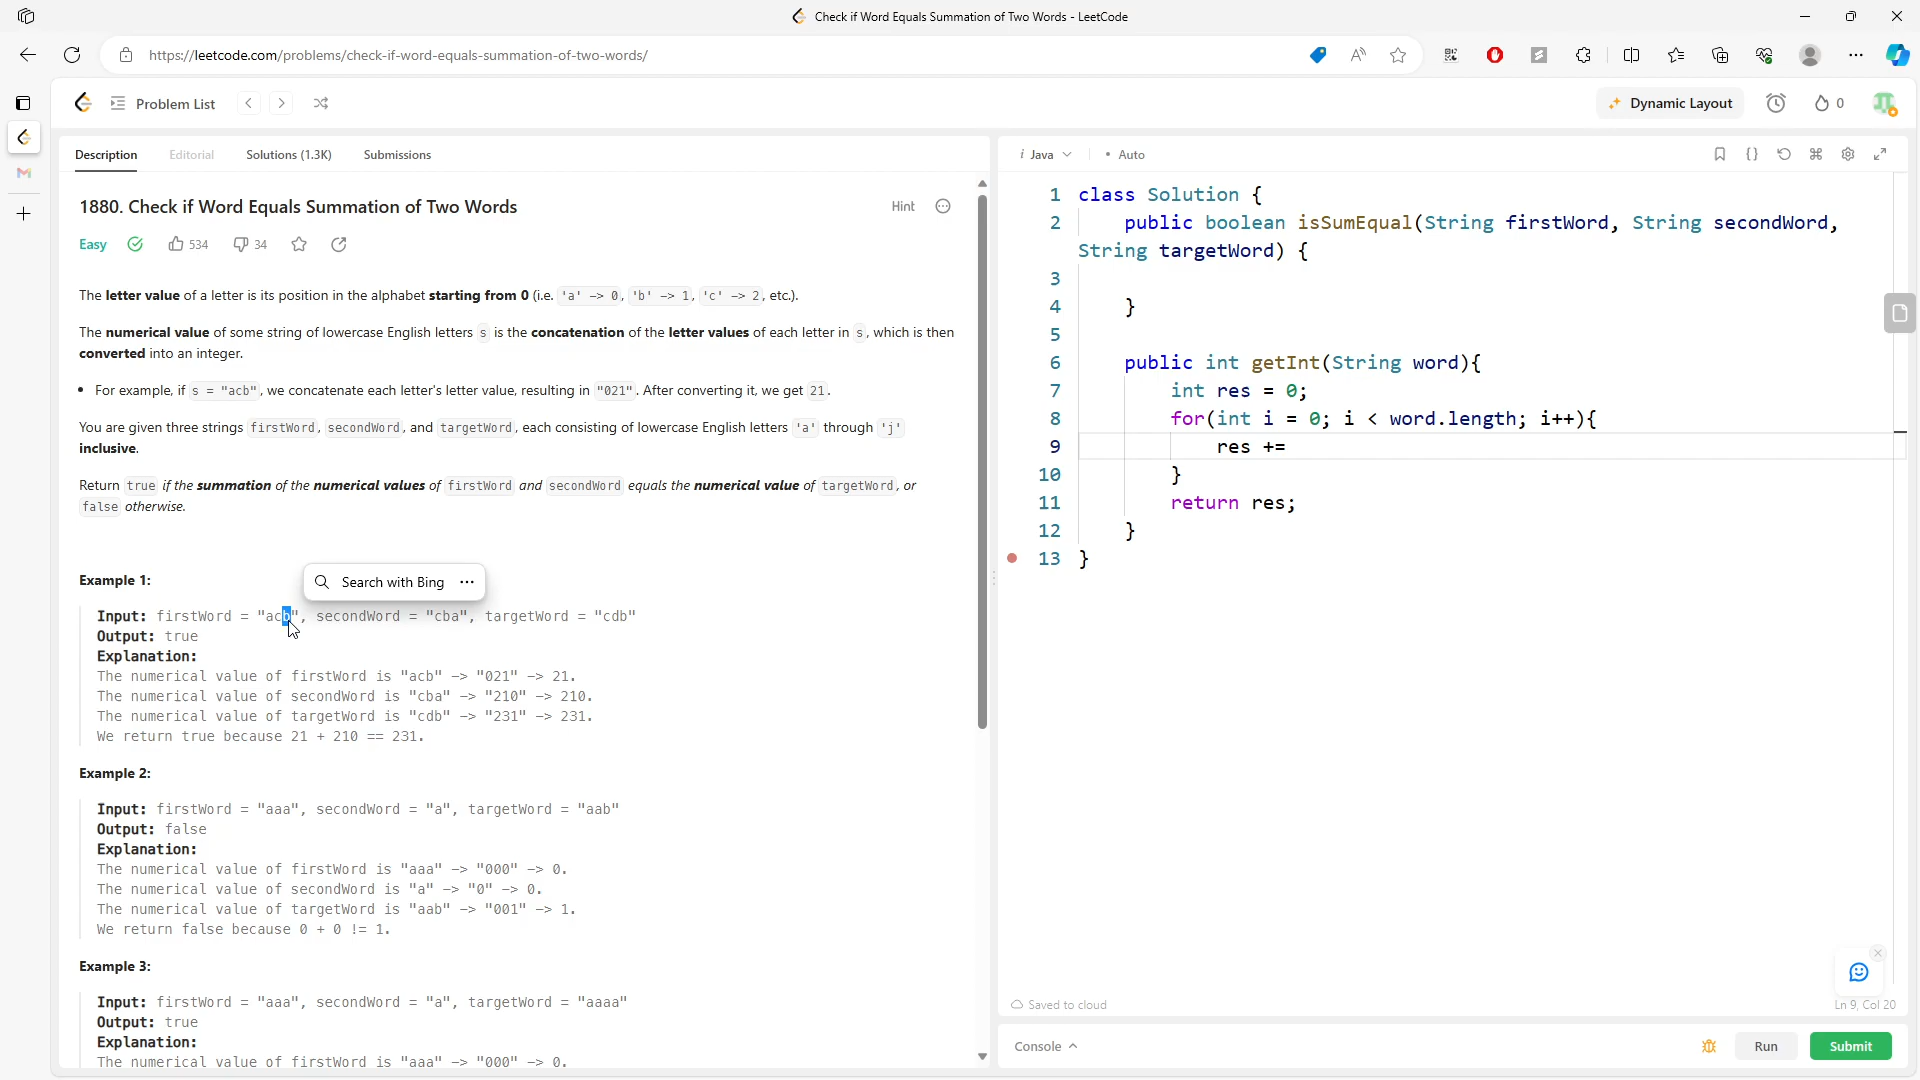 Check if Word Equals Summation of Two Words - LeetCode
https://leetcode.com/problems/check-if-word-equals-summation-of-two-words/
Problem List
Dynamic Layout
0
Description Editorial Solutions (1.3K) Submissions
1880. Check if Word Equals Summation of Two Words
Hint
Easy 534 34
The letter value of a letter is its position in the alphabet starting from 0 (i.e. 'a' -> 0, 'b' -> 1, 'c' -> 2, etc.).
The numerical value of some string of lowercase English letters s is the concatenation of the letter values of each letter in s, which is then
converted into an integer.
• For example, if s = "acb", we concatenate each letter's letter value, resulting in "021". After converting it, we get 21.
You are given three strings firstWord, secondWord, and targetWord, each consisting of lowercase English letters 'a' through 'j'
inclusive.
Return true if the summation of the numerical values of firstWord and secondWord equals the numerical value of targetWord, or
false otherwise.
Example 1:
Search with Bing
Input: firstWord = "acb", secondWord = "cba", targetWord = "cdb"
Output: true
Explanation:
The numerical value of firstWord is "acb" -> "021" -> 21.
The numerical value of secondWord is "cba" -> "210" -> 210.
The numerical value of targetWord is "cdb" -> "231" -> 231.
We return true because 21 + 210 == 231.
Example 2:
Input: firstWord = "aaa", secondWord = "a", targetWord = "aab"
Output: false
Explanation:
The numerical value of firstWord is "aaa" -> "000" -> 0.
The numerical value of secondWord is "a" -> "0" -> 0.
The numerical value of targetWord is "aab" -> "001" -> 1.
We return false because 0 + 0 != 1.
Example 3:
Input: firstWord = "aaa", secondWord = "a", targetWord = "aaaa"
Output: true
Explanation:
The numerical value of firstWord is "aaa" -> "000" -> 0.
i Java • Auto
1 class Solution {
2 public boolean isSumEqual(String firstWord, String secondWord,
String targetWord) {
3
4 }
5
6 public int getInt(String word){
7 int res = 0;
8 for(int i = 0; i < word.length; i++){
9 res +=
10 }
11 return res;
12 }
13 }
Saved to cloud
Ln 9, Col 20
Console
Run
Submit